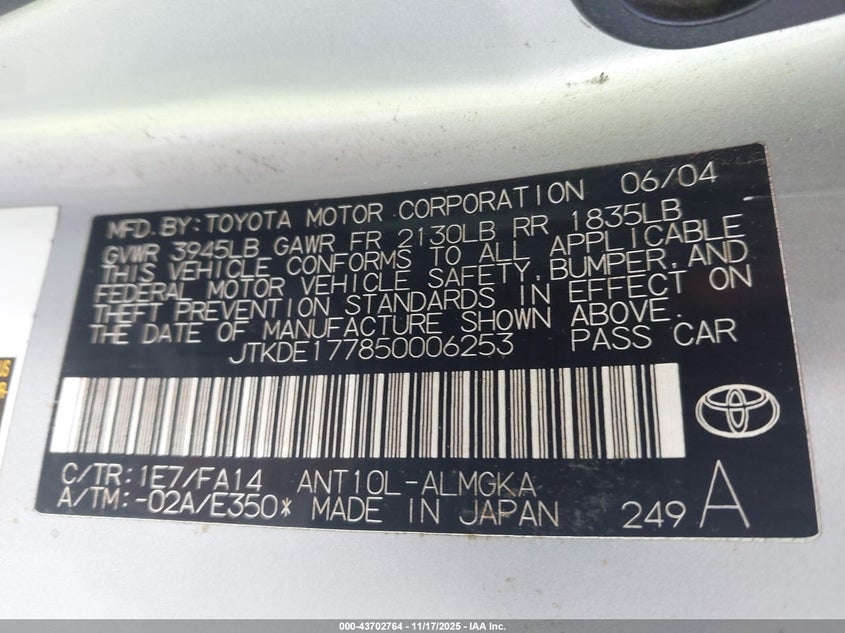 MFD. BY: TOYOTA MOTOR CORPORATION 06/04
GVWR 3945LB GAWR FR 2130LB RR 1835LB
THIS VEHICLE CONFORMS TO ALL APPLICABLE
FEDERAL MOTOR VEHICLE SAFETY, BUMPER, AND
THEFT PREVENTION STANDARDS IN EFFECT ON
THE DATE OF MANUFACTURE SHOWN ABOVE.
JTKDE177850006253 PASS CAR
C/TR: 1E7/FA14 ANT10L-ALMGKA
A/TM: -02A/E350* MADE IN JAPAN 249 A
000-43702764 - 11/17/2025 - IAA Inc.